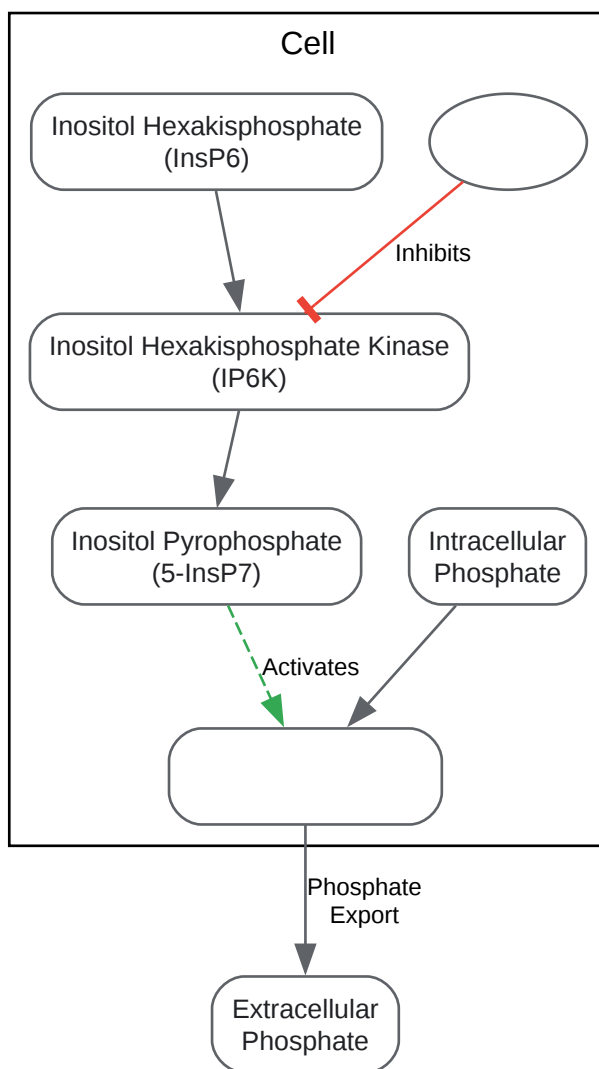 Cell
Inositol Hexakisphosphate
(InsP6)
Inhibits
Inositol Hexakisphosphate Kinase
(IP6K)
Inositol Pyrophosphate
(5-InsP7)
Intracellular
Phosphate
Activates
Phosphate
Export
Extracellular
Phosphate